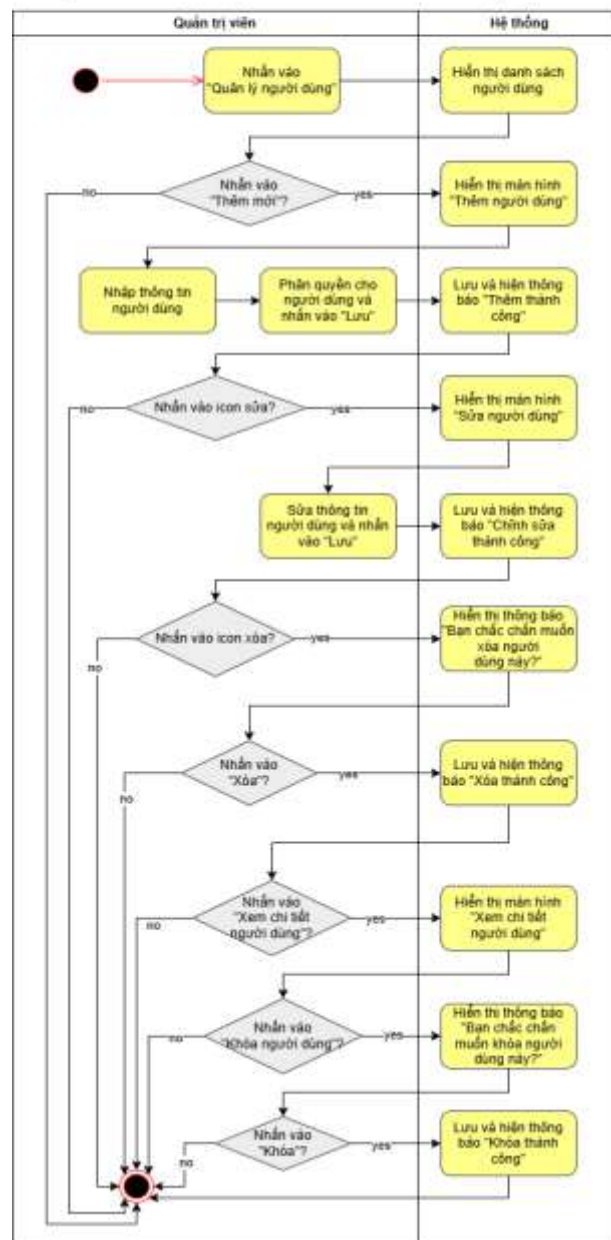 Quản trị viên
Hệ thống
Nhấn vào
"Quản lý người dùng"
Hiển thị danh sách
người dùng
no
Nhấn vào
"Thêm mới"?
yes
Hiển thị màn hình
"Thêm người dùng"
Nhập thông tin
người dùng
Phân quyền cho
người dùng và
nhấn vào "Lưu"
Lưu và hiện thông
báo "Thêm thành
công"
no
Nhấn vào icon sửa?
yes
Hiển thị màn hình
"Sửa người dùng"
Sửa thông tin
người dùng và nhấn
vào "Lưu"
Lưu và hiện thông
báo "Chỉnh sửa
thành công"
no
Nhấn vào icon xóa?
yes
Hiển thị thông báo
"Bạn chắc chắn muốn
xóa người
dùng này?"
no
Nhấn vào
"Xóa"?
yes
Lưu và hiện thông
báo "Xóa thành công"
no
Nhấn vào
"Xem chi tiết
người dùng"?
yes
Hiển thị màn hình
"Xem chi tiết
người dùng"
no
Nhấn vào
"Khóa người dùng"?
yes
Hiển thị thông báo
"Bạn chắc chắn
muốn khóa người
dùng này?"
no
Nhấn vào
"Khóa"?
yes
Lưu và hiện thông
báo "Khóa thành
công"